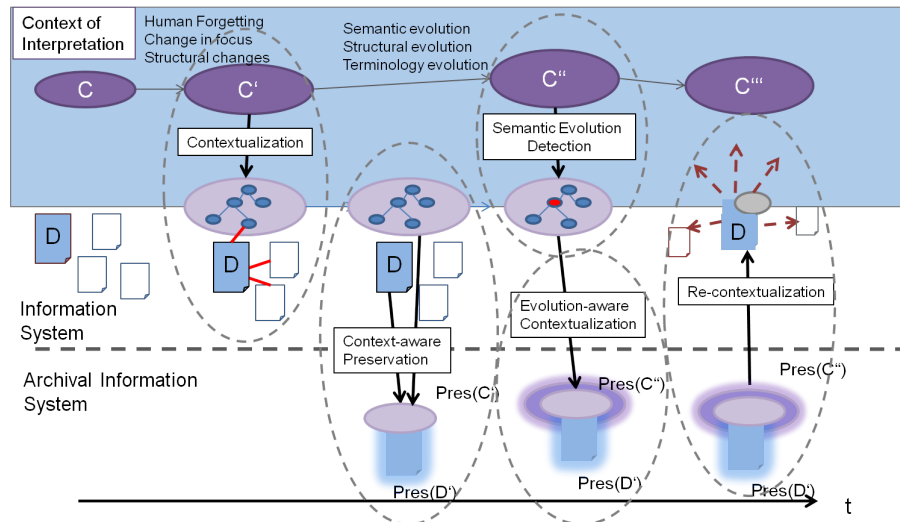 Context of
Interpretation
Human Forgetting
Change in focus
Structural changes
Semantic evolution
Structural evolution
Terminology evolution
C
C‘
C‘‘
C‘‘‘
Contextualization
Semantic Evolution
Detection
D
D
D
D
Information
System
Context-aware
Preservation
Evolution-aware
Contextualization
Re-contextualization
Archival Information
System
Pres(C‘)
Pres(C‘‘)
Pres(C‘‘)
Pres(D‘)
Pres(D‘)
Pres(D‘)
t